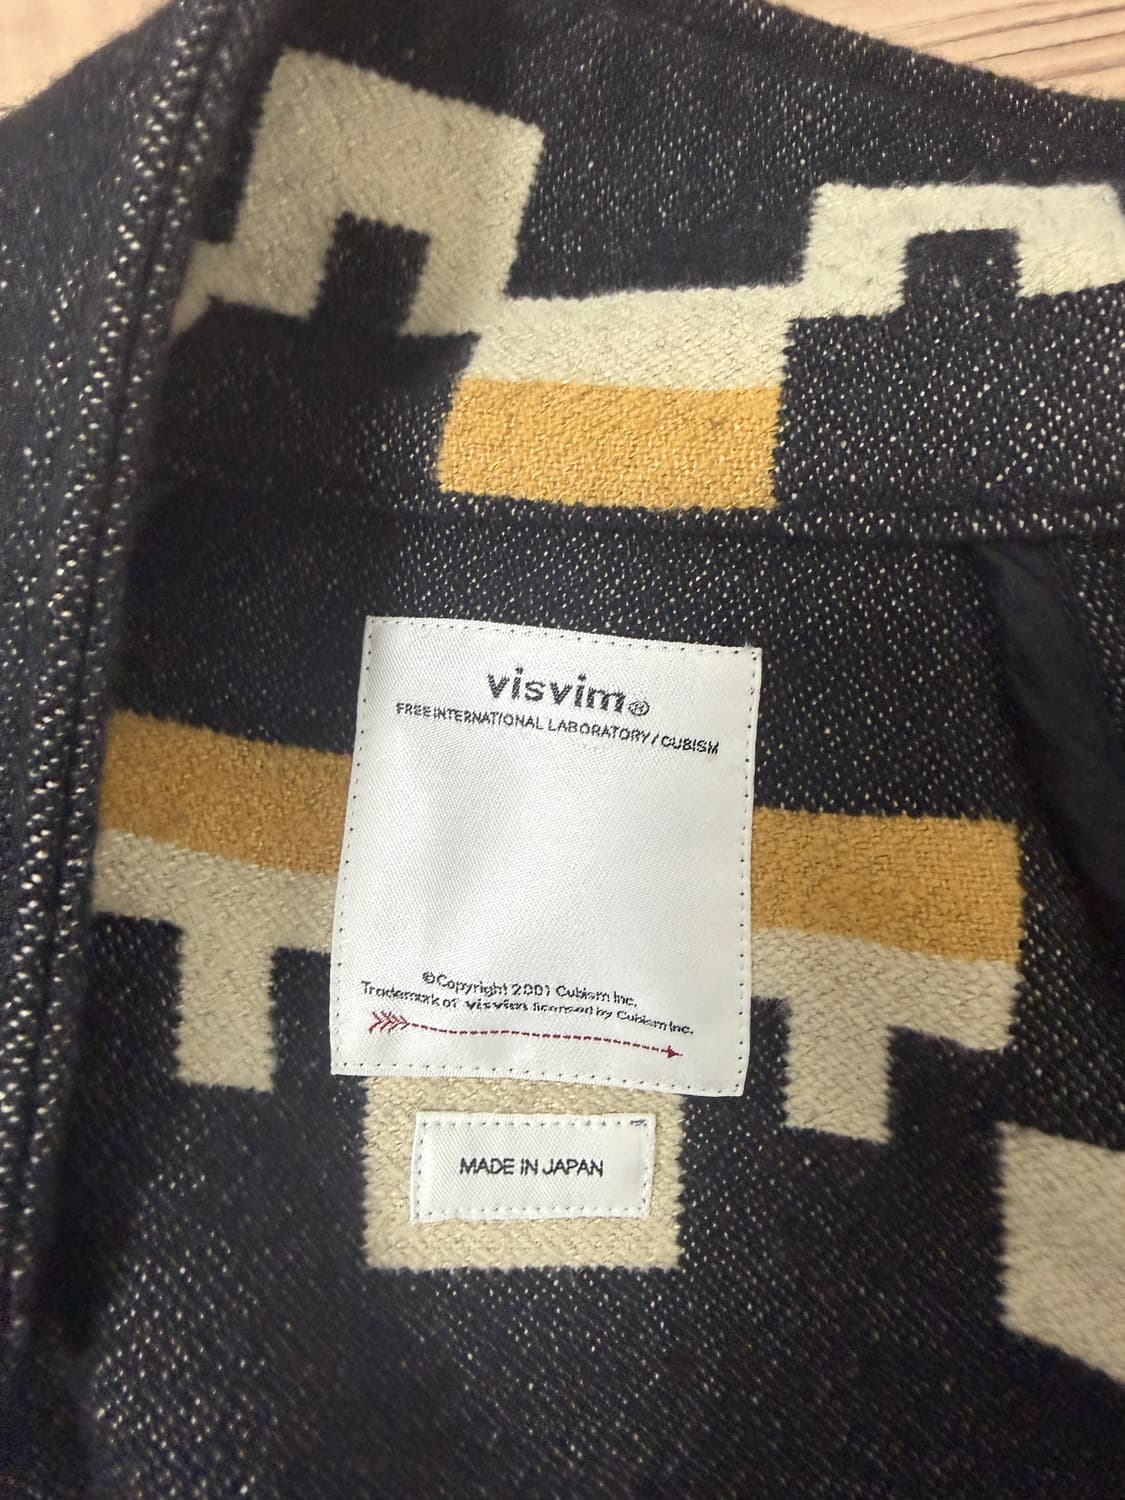 visvim®
FREE INTERNATIONAL LABORATORY / CUBISM
©Copyright 2001 Cubism Inc.
Trademark of visvim licensed by Cubism Inc.
MADE IN JAPAN